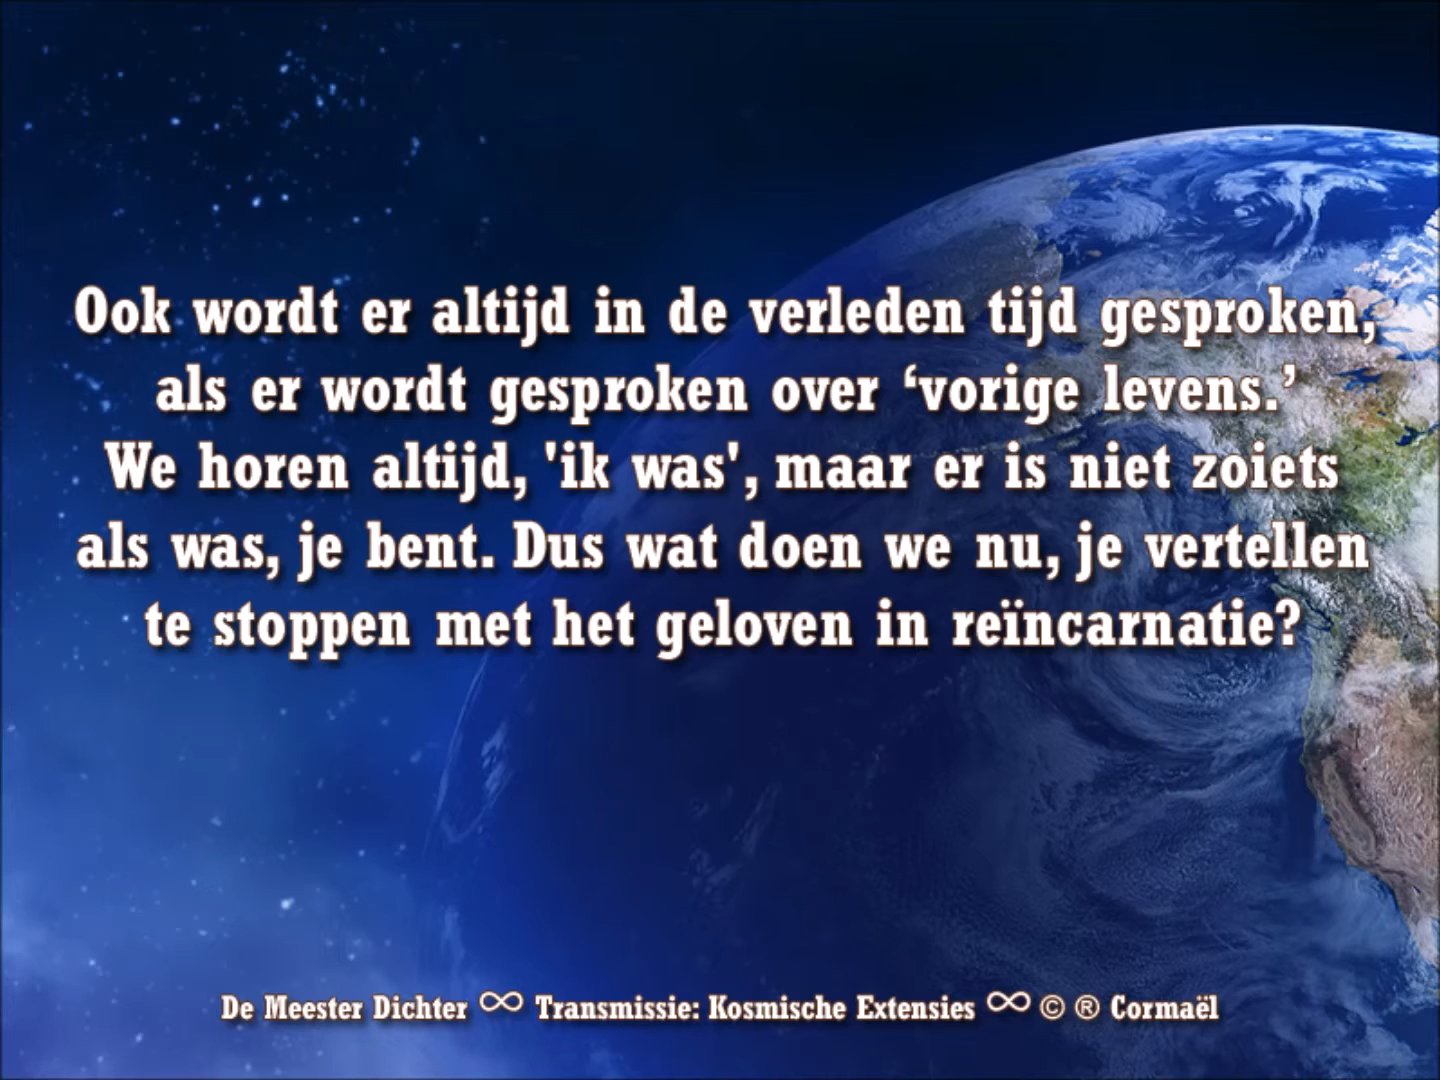 Ook wordt er altijd in de verleden tijd gesproken,
als er wordt gesproken over ‘vorige levens.’
We horen altijd, 'ik was', maar er is niet zoiets
als was, je bent. Dus wat doen we nu, je vertellen
te stoppen met het geloven in reïncarnatie?
De Meester Dichter ∞ Transmissie: Kosmische Extensies ∞ © ® Cormaël